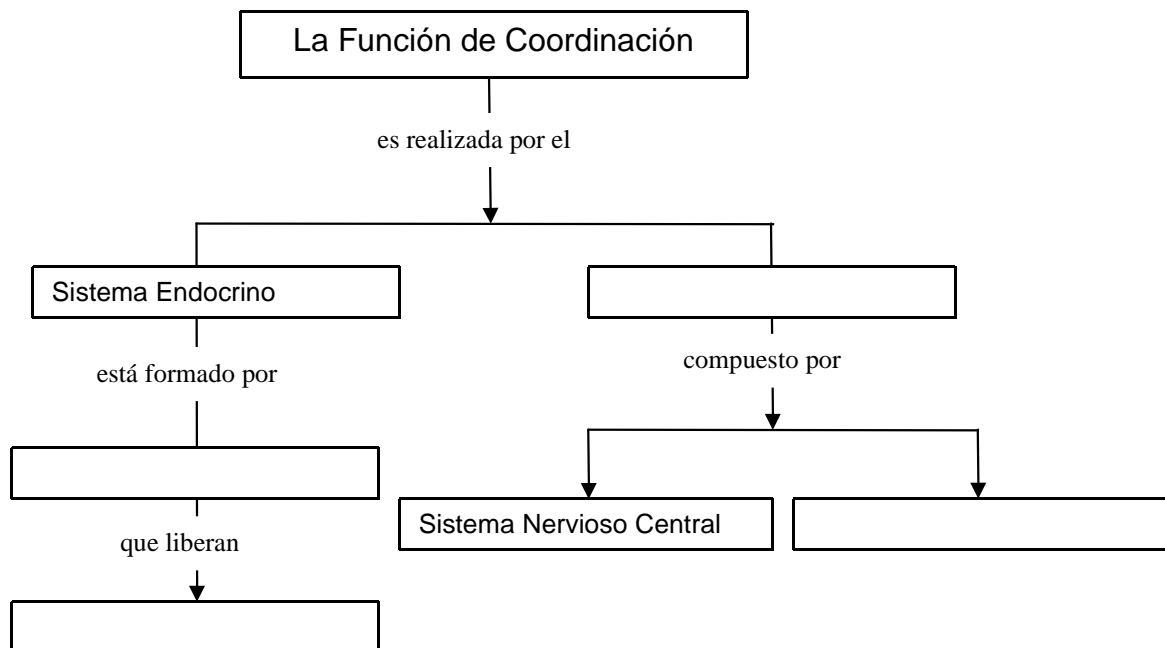 La Función de Coordinación
es realizada por el
Sistema Endocrino
está formado por
compuesto por
Sistema Nervioso Central
que liberan